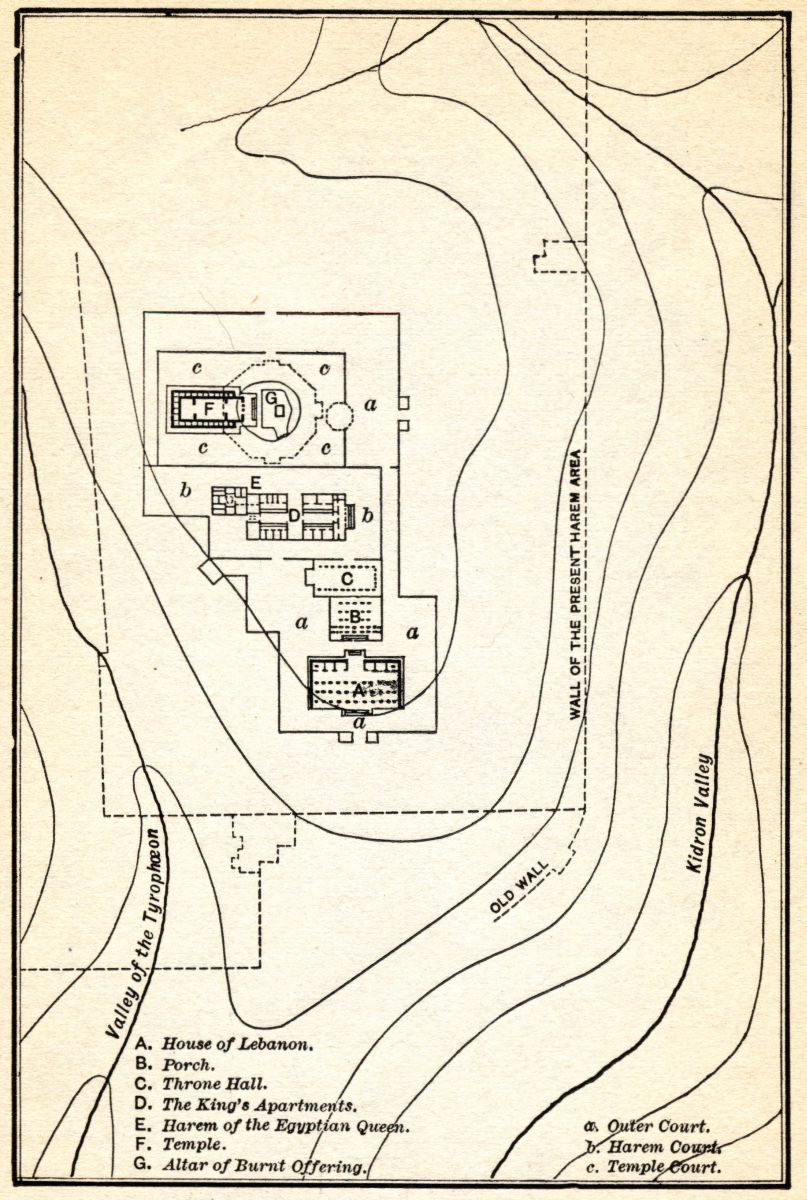 c
c
F
G
a
c
c
b
E
D
b
C
a
B
a
A
a
WALL OF THE PRESENT HAREM AREA
Kidron Valley
OLD WALL
Valley of the Tyrophœon
A. House of Lebanon.
B. Porch.
C. Throne Hall.
D. The King's Apartments.
E. Harem of the Egyptian Queen.
F. Temple.
G. Altar of Burnt Offering.
a. Outer Court.
b. Harem Court.
c. Temple Court.